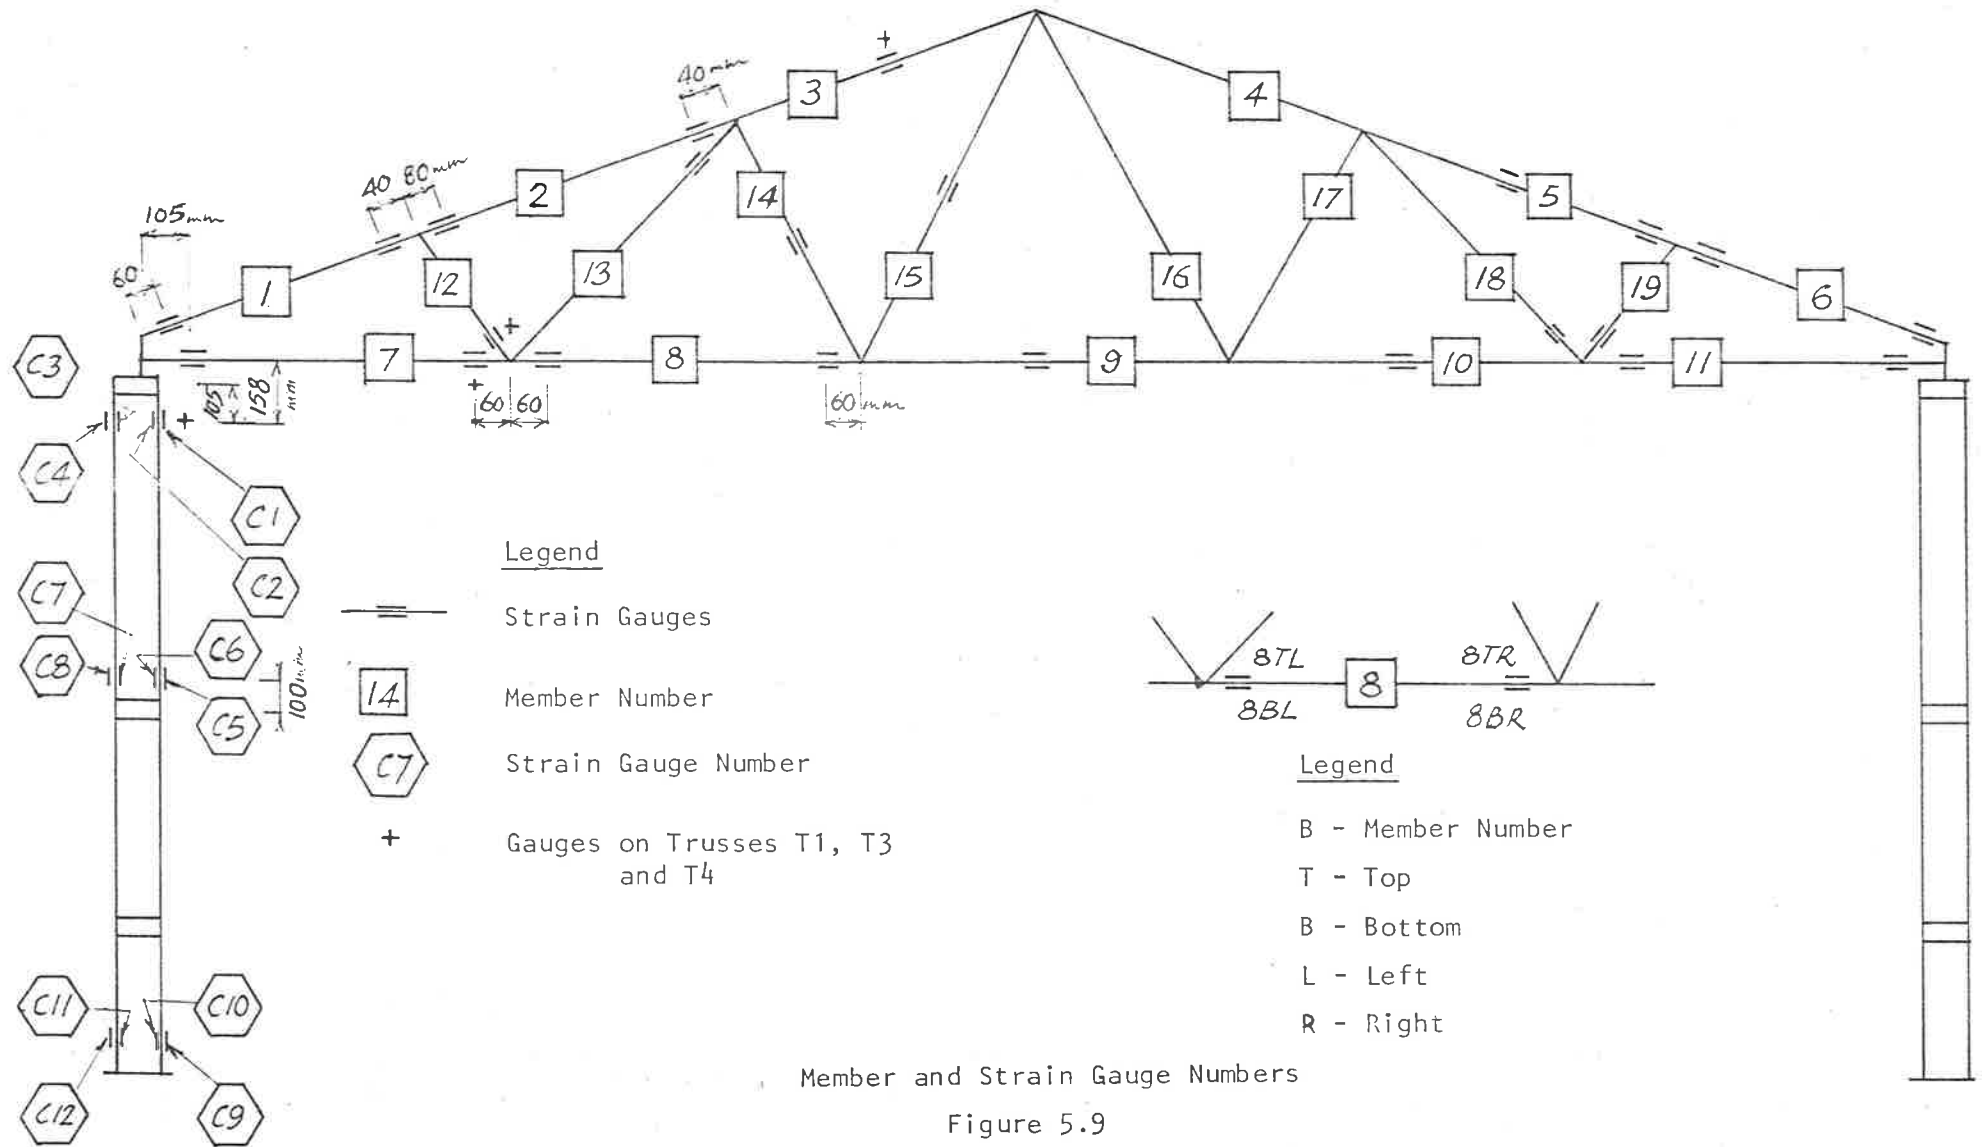 +
40mm
3
4
40 80mm
2
14
17
5
105mm
60
1
12
13
15
16
18
19
6
+
C3
7
8
9
10
11
105
158
mm
+
60 60
60mm
+
C4
C1
C2
Legend
C7
C6
Strain Gauges
C8
C5
100mm
14
Member Number
8TL
8TR
8
8BL
8BR
C7
Strain Gauge Number
Legend
+
Gauges on Trusses T1, T3
and T4
B - Member Number
T - Top
B - Bottom
L - Left
R - Right
C11
C10
C12
C9
Member and Strain Gauge Numbers
Figure 5.9